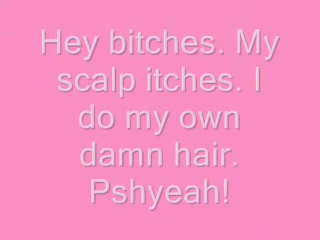 Hey bitches. My
scalp itches. I
do my own
damn hair.
Pshyeah!